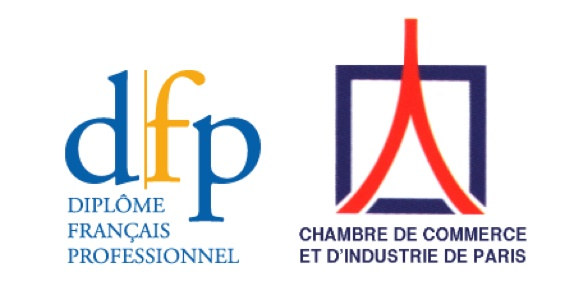 dfp
DIPLÔME
FRANÇAIS
PROFESSIONNEL
CHAMBRE DE COMMERCE
ET D'INDUSTRIE DE PARIS